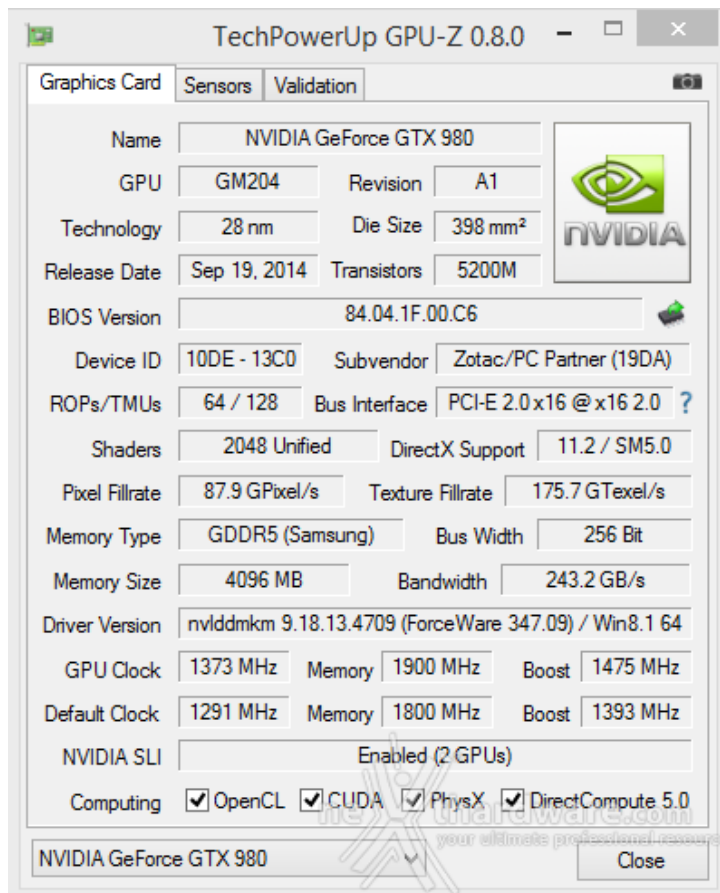 TechPowerUp GPU-Z 0.8.0
Graphics Card Sensors Validation
Name NVIDIA GeForce GTX 980
GPU GM204 Revision A1
Technology 28 nm Die Size 398 mm²
NVIDIA
Release Date Sep 19, 2014 Transistors 5200M
BIOS Version 84.04.1F.00.C6
Device ID 10DE - 13C0 Subvendor Zotac/PC Partner (19DA)
ROPs/TMUs 64 / 128 Bus Interface PCI-E 2.0 x16 @ x16 2.0 ?
Shaders 2048 Unified DirectX Support 11.2 / SM5.0
Pixel Fillrate 87.9 GPixel/s Texture Fillrate 175.7 GTexel/s
Memory Type GDDR5 (Samsung) Bus Width 256 Bit
Memory Size 4096 MB Bandwidth 243.2 GB/s
Driver Version nvlddmkm 9.18.13.4709 (ForceWare 347.09) / Win8.1 64
GPU Clock 1373 MHz Memory 1900 MHz Boost 1475 MHz
Default Clock 1291 MHz Memory 1800 MHz Boost 1393 MHz
NVIDIA SLI Enabled (2 GPUs)
Computing OpenCL CUDA PhysX DirectCompute 5.0
your ultimate professional
NVIDIA GeForce GTX 980 Close